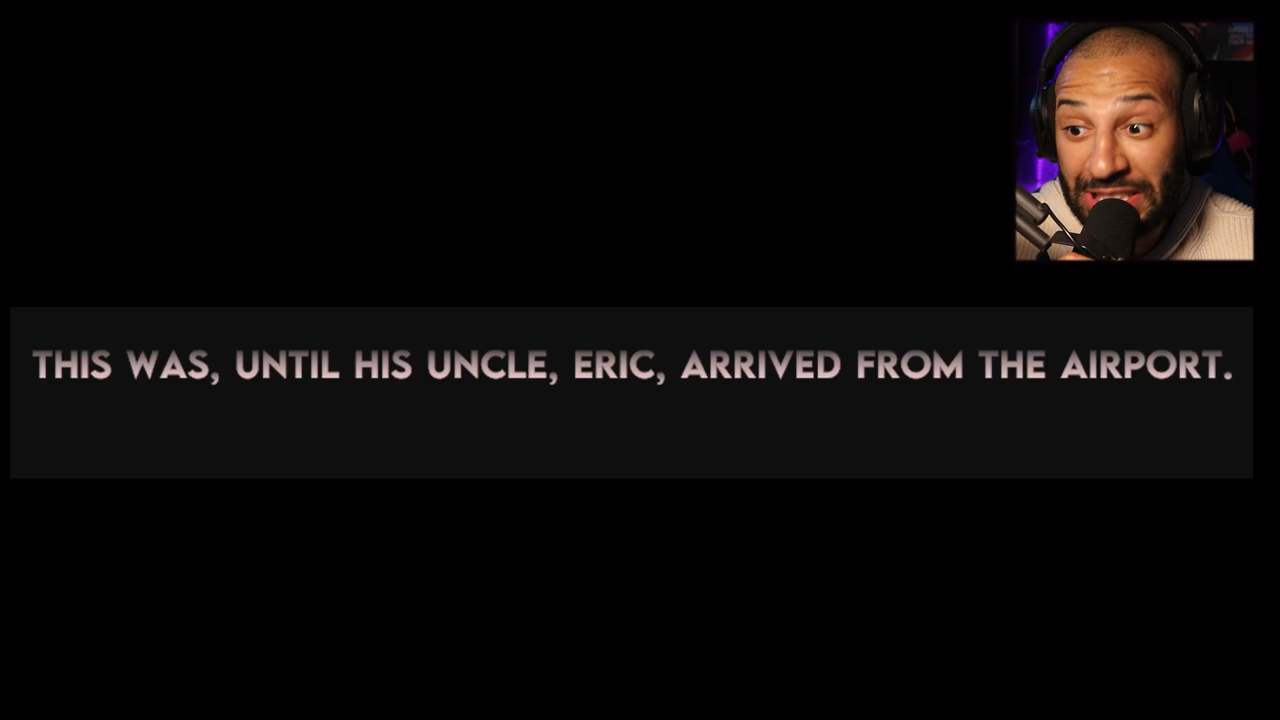 THIS WAS, UNTIL HIS UNCLE, ERIC, ARRIVED FROM THE AIRPORT.